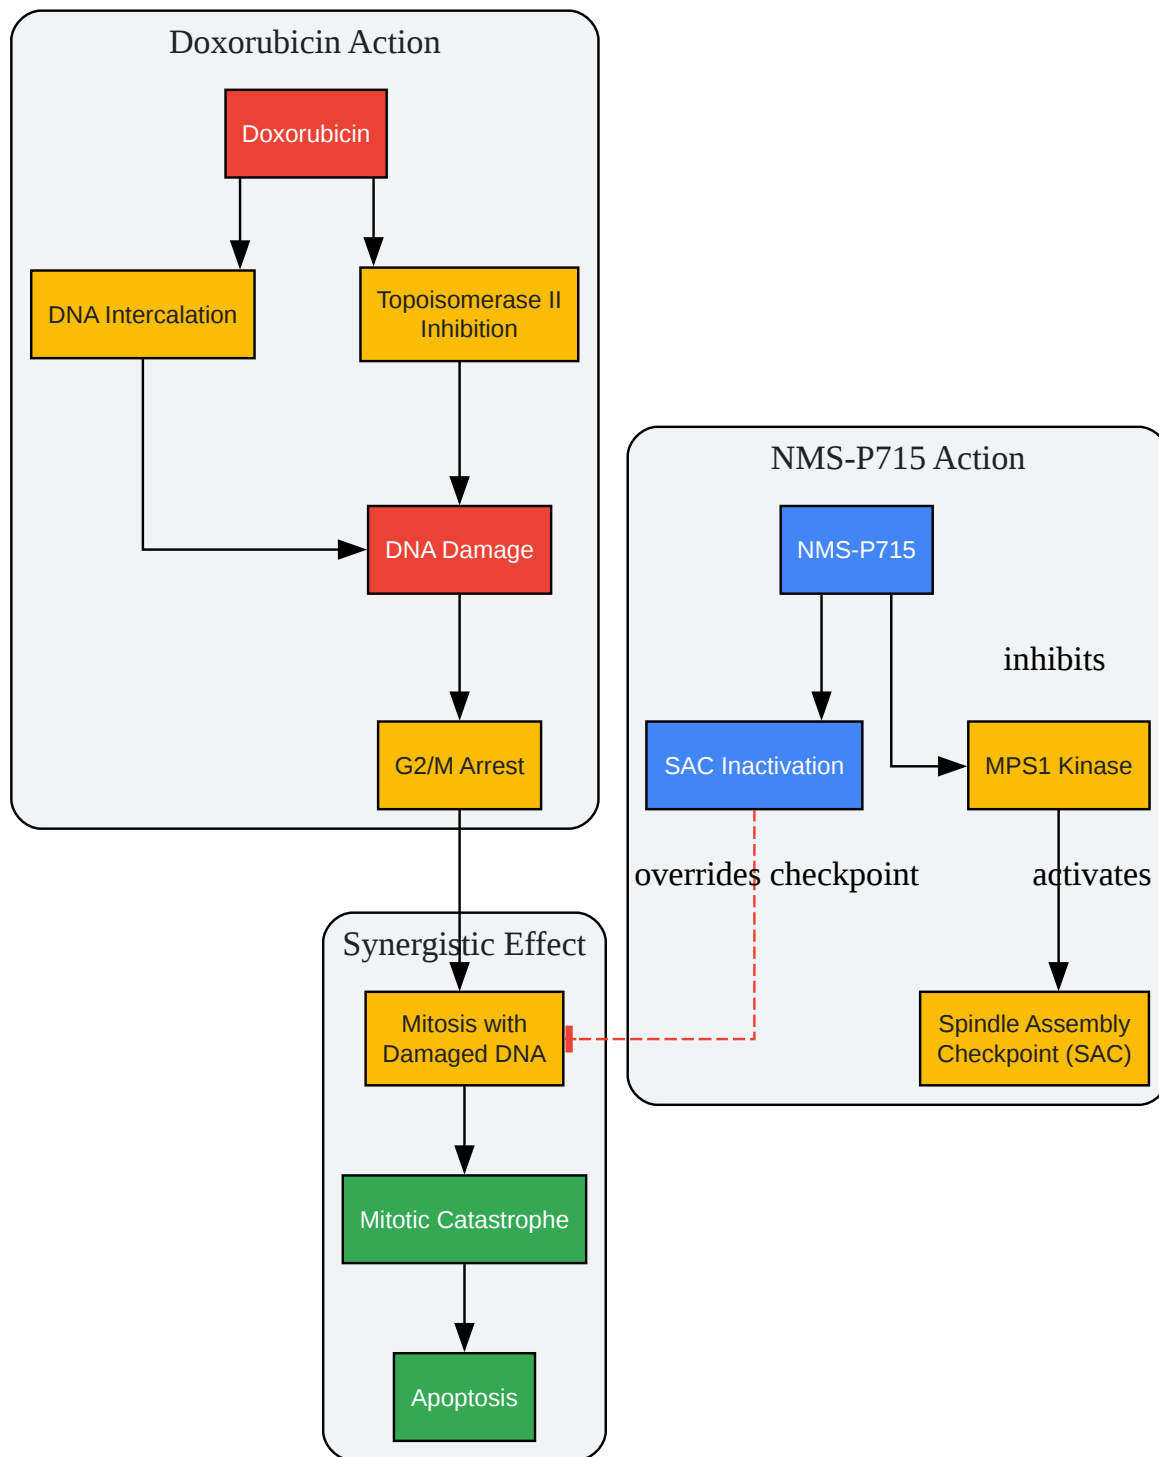 Doxorubicin Action
Doxorubicin
DNA Intercalation
Topoisomerase II
Inhibition
DNA Damage
G2/M Arrest
NMS-P715 Action
NMS-P715
inhibits
SAC Inactivation
MPS1 Kinase
overrides checkpoint
activates
Spindle Assembly
Checkpoint (SAC)
Synergistic Effect
Mitosis with
Damaged DNA
Mitotic Catastrophe
Apoptosis